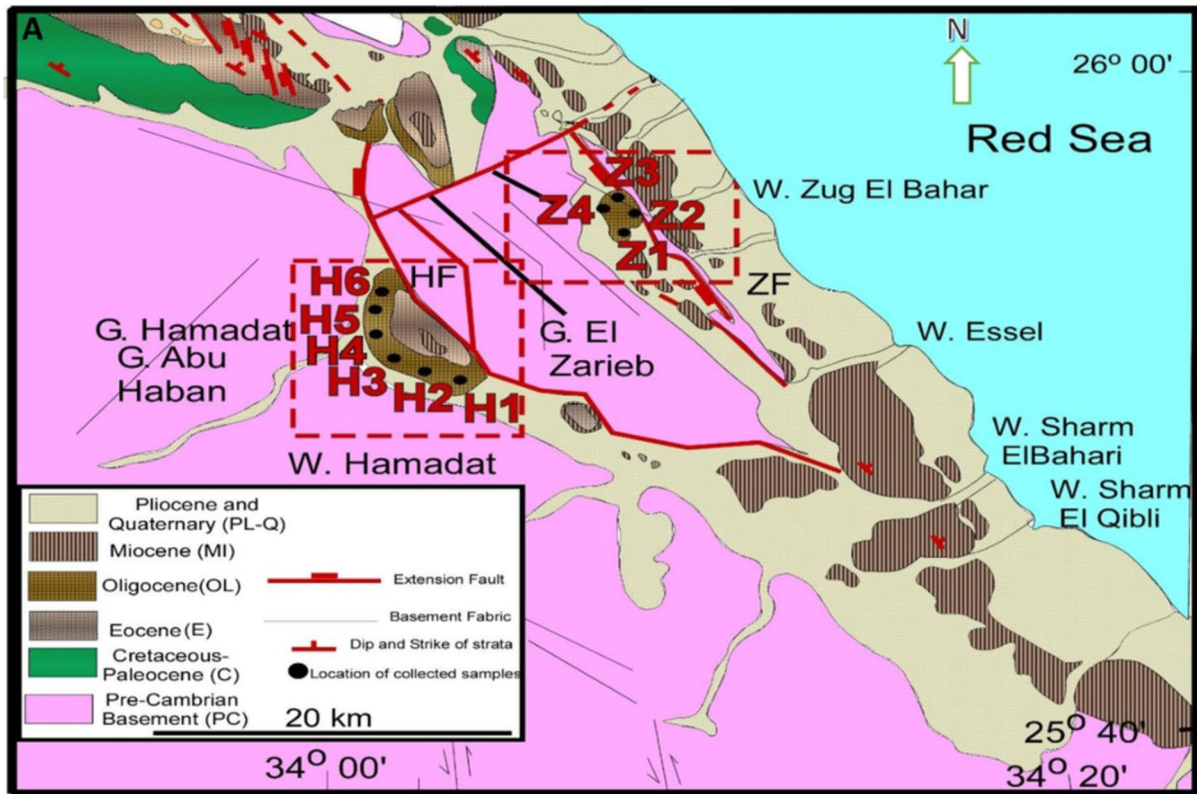 A
N
26° 00'
Red Sea
W. Zug El Bahar
Z3
Z4
Z2
Z1
HF
ZF
H6
H5
H4
H3
H2
H1
G. Hamadat
G. Abu
Haban
G. El
Zarieb
W. Essel
W. Sharm
ElBahari
W. Sharm
El Qibli
W. Hamadat
Pliocene and
Quaternary (PL-Q)
Miocene (MI)
Oligocene(OL)
Eocene (E)
Cretaceous-
Paleocene (C)
Pre-Cambrian
Basement (PC)
Extension Fault
Basement Fabric
Dip and Strike of strata
Location of collected samples
20 km
25° 40'
34° 00'
34° 20'